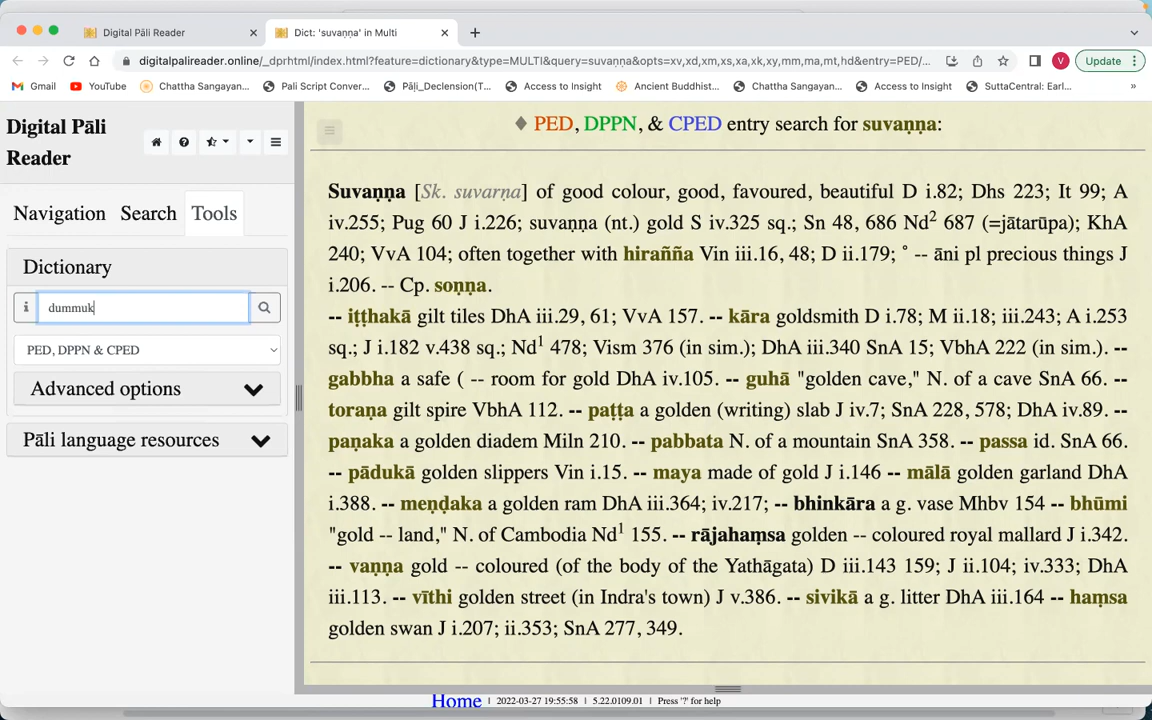 Digital Pāli Reader
Dict: 'suvaṇṇa' in Multi
digitalpalireader.online/_dprhtml/index.html?feature=dictionary&type=MULTI&query=suvaṇṇa&opts=xv,xd,xm,xs,xa,xk,xy,mm,ma,mt,hd&entry=PED/...
V
Update
Gmail
YouTube
Chattha Sangayan...
Pali Script Conver...
Pāḷi_Declension(T...
Access to Insight
Ancient Buddhist...
Chattha Sangayan...
Access to Insight
SuttaCentral: Earl...
»
Digital Pāli
Reader
Navigation
Search
Tools
Dictionary
dummuk
PED, DPPN & CPED
Advanced options
Pāli language resources
♦ PED, DPPN, & CPED entry search for suvaṇṇa:
Suvaṇṇa [Sk. suvarṇa] of good colour, good, favoured, beautiful D i.82; Dhs 223; It 99; A
iv.255; Pug 60 J i.226; suvaṇṇa (nt.) gold S iv.325 sq.; Sn 48, 686 Nd2 687 (=jātarūpa); KhA
240; VvA 104; often together with hirañña Vin iii.16, 48; D ii.179; ˚ -- āni pl precious things J
i.206. -- Cp. soṇṇa.
-- iṭṭhakā gilt tiles DhA iii.29, 61; VvA 157. -- kāra goldsmith D i.78; M ii.18; iii.243; A i.253
sq.; J i.182 v.438 sq.; Nd1 478; Vism 376 (in sim.); DhA iii.340 SnA 15; VbhA 222 (in sim.). --
gabbha a safe ( -- room for gold DhA iv.105. -- guhā "golden cave," N. of a cave SnA 66. --
toraṇa gilt spire VbhA 112. -- paṭṭa a golden (writing) slab J iv.7; SnA 228, 578; DhA iv.89. --
paṇaka a golden diadem Miln 210. -- pabbata N. of a mountain SnA 358. -- passa id. SnA 66.
-- pādukā golden slippers Vin i.15. -- maya made of gold J i.146 -- mālā golden garland DhA
i.388. -- meṇḍaka a golden ram DhA iii.364; iv.217; -- bhinkāra a g. vase Mhbv 154 -- bhūmi
"gold -- land," N. of Cambodia Nd1 155. -- rājahaṃsa golden -- coloured royal mallard J i.342.
-- vaṇṇa gold -- coloured (of the body of the Yathāgata) D iii.143 159; J ii.104; iv.333; DhA
iii.113. -- vīthi golden street (in Indra's town) J v.386. -- sivikā a g. litter DhA iii.164 -- haṃsa
golden swan J i.207; ii.353; SnA 277, 349.
Home | 2022-03-27 19:55:58 | 5.22.0109.01 | Press '?' for help